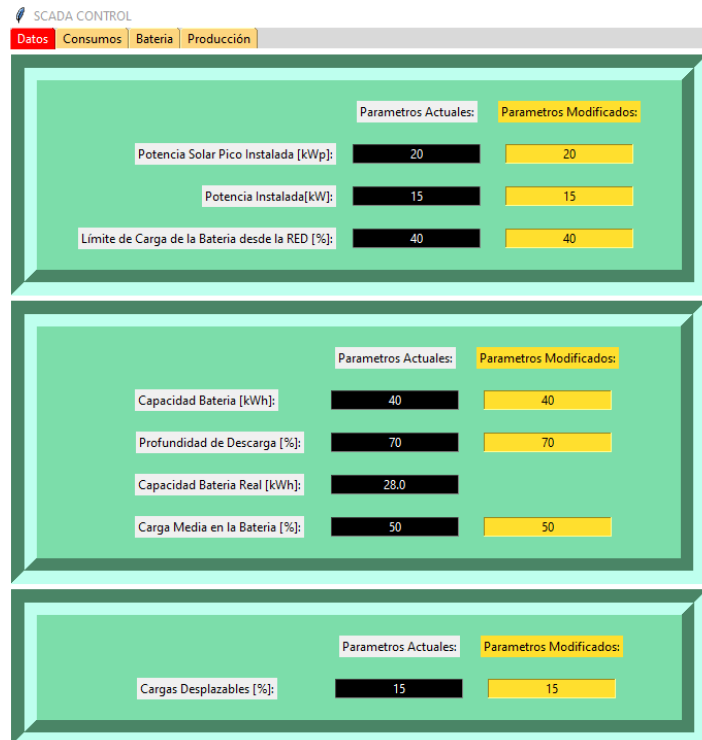 SCADA CONTROL
Datos Consumos Bateria Producción
Parametros Actuales: Parametros Modificados:
Potencia Solar Pico Instalada [kWp]: 20 20
Potencia Instalada[kW]: 15 15
Límite de Carga de la Bateria desde la RED [%]: 40 40
Parametros Actuales: Parametros Modificados:
Capacidad Bateria [kWh]: 40 40
Profundidad de Descarga [%]: 70 70
Capacidad Bateria Real [kWh]: 28.0
Carga Media en la Bateria [%]: 50 50
Parametros Actuales: Parametros Modificados:
Cargas Desplazables [%]: 15 15